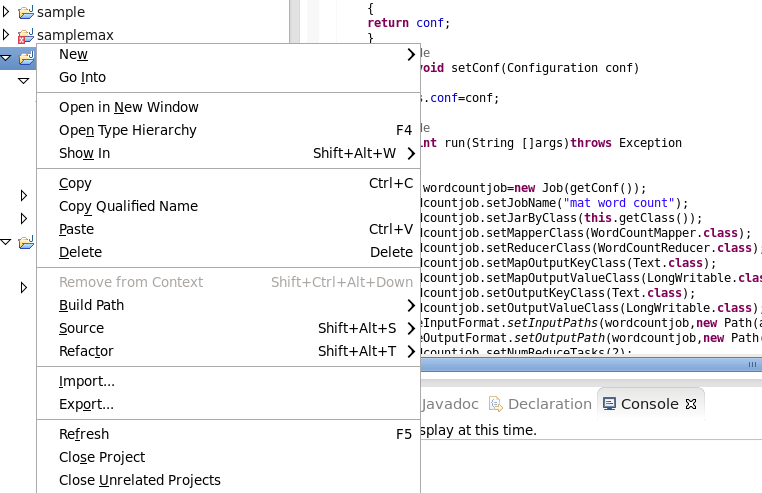 sample
samplemax
New
Go Into
Open in New Window
Open Type Hierarchy F4
Show In Shift+Alt+W
Copy Ctrl+C
Copy Qualified Name
Paste Ctrl+V
Delete Delete
Remove from Context Shift+Ctrl+Alt+Down
Build Path
Source Shift+Alt+S
Refactor Shift+Alt+T
Import...
Export...
Refresh F5
Close Project
Close Unrelated Projects
{
return conf;
}
de
void setConf(Configuration conf)
s.conf=conf;
de
int run(String []args)throws Exception
wordcountjob=new Job(getConf());
dcountjob.setJobName("mat word count");
dcountjob.setJarByClass(this.getClass());
dcountjob.setMapperClass(WordCountMapper.class);
dcountjob.setReducerClass(WordCountReducer.class);
dcountjob.setMapOutputKeyClass(Text.class);
dcountjob.setMapOutputValueClass(LongWritable.clas
dcountjob.setOutputKeyClass(Text.class);
dcountjob.setOutputValueClass(LongWritable.class);
eInputFormat.setInputPaths(wordcountjob,new Path(a
eOutputFormat.setOutputPath(wordcountjob,new Path(
dcountjob.setNumReduceTasks(2);
Javadoc Declaration Console
splay at this time.